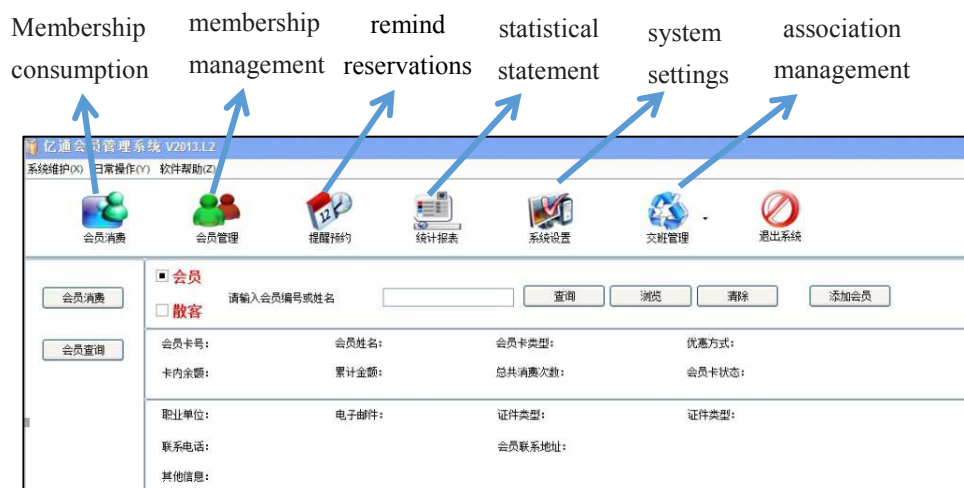 Membership membership remind statistical system association
consumption management reservations statement settings management
亿通会员管理系统 V2013.L2
系统维护(X) 日常操作(Y) 软件帮助(Z)
会员消费 会员管理 提醒预约 统计报表 系统设置 交班管理 退出系统
12
会员消费
会员查询
会员
散客
请输入会员编号或姓名 查询 浏览 清除 添加会员
会员卡号: 会员姓名: 会员卡类型: 优惠方式:
卡内余额: 累计金额: 总共消费次数: 会员卡状态:
职业单位: 电子邮件: 证件类型: 证件类型:
联系电话: 会员联系地址:
其他信息: